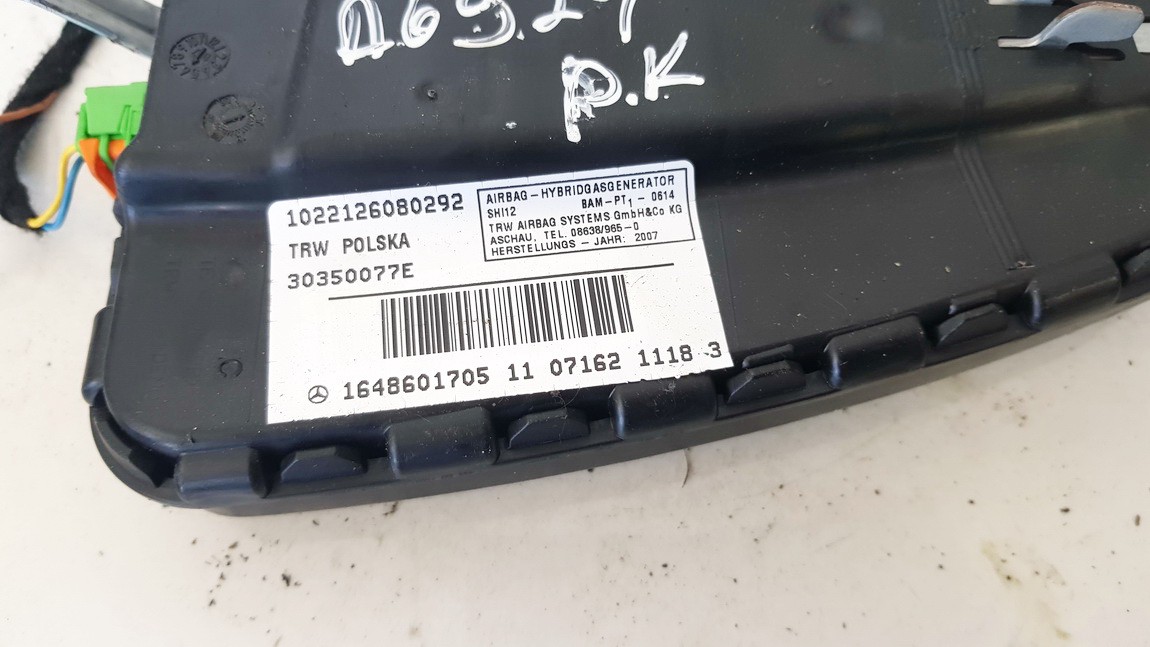 P.K
1022126080292
TRW POLSKA
30350077E
AIRBAG-HYBRIDGASGENERATOR
SHI12 BAM-PT1-0614
TRW AIRBAG SYSTEMS GmbH&Co KG
ASCHAU, TEL. 08638/965-0
HERSTELLUNGS-JAHR: 2007
1648601705 11 07162 1118 3
C